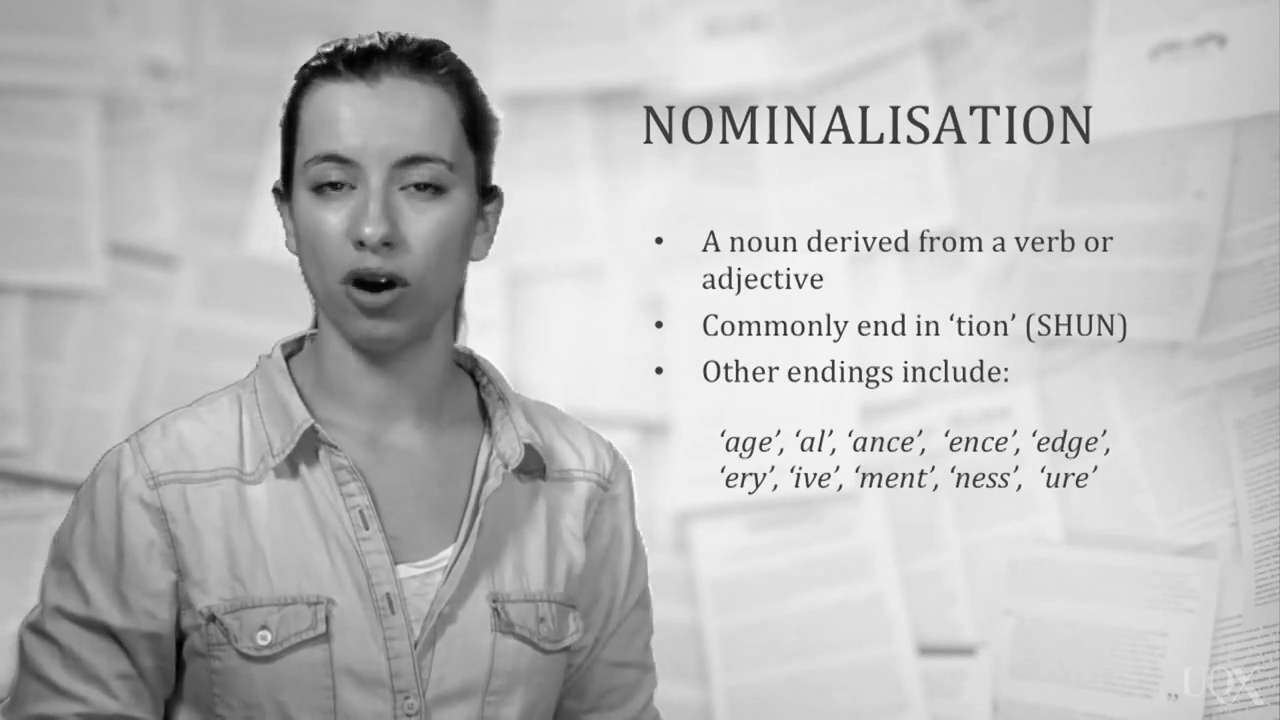 NOMINALISATION
• A noun derived from a verb or
adjective
• Commonly end in ‘tion’ (SHUN)
• Other endings include:
‘age’, ‘al’, ‘ance’, ‘ence’, ‘edge’,
‘ery’, ‘ive’, ‘ment’, ‘ness’, ‘ure’
UQX